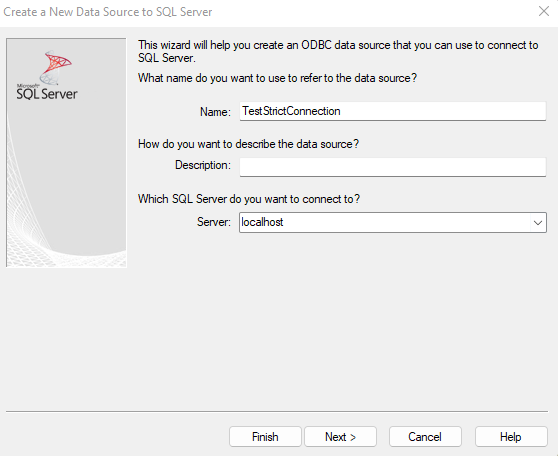 Create a New Data Source to SQL Server
Microsoft
SQL Server
This wizard will help you create an ODBC data source that you can use to connect to
SQL Server.
What name do you want to use to refer to the data source?
Name: TestStrictConnection
How do you want to describe the data source?
Description:
Which SQL Server do you want to connect to?
Server: localhost
Finish Next > Cancel Help